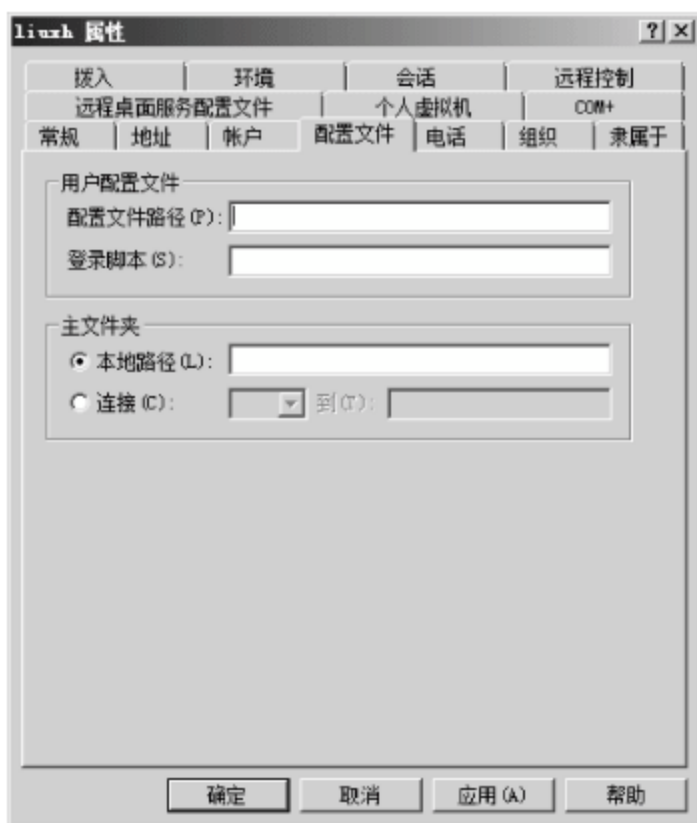 liuxh 属性
拨入 环境 会话 远程控制
远程桌面服务配置文件 个人虚拟机 COM+
常规 地址 帐户 配置文件 电话 组织 隶属于
用户配置文件
配置文件路径(P):
登录脚本(S):
主文件夹
本地路径(L):
连接(C): 到(T):
确定 取消 应用(A) 帮助